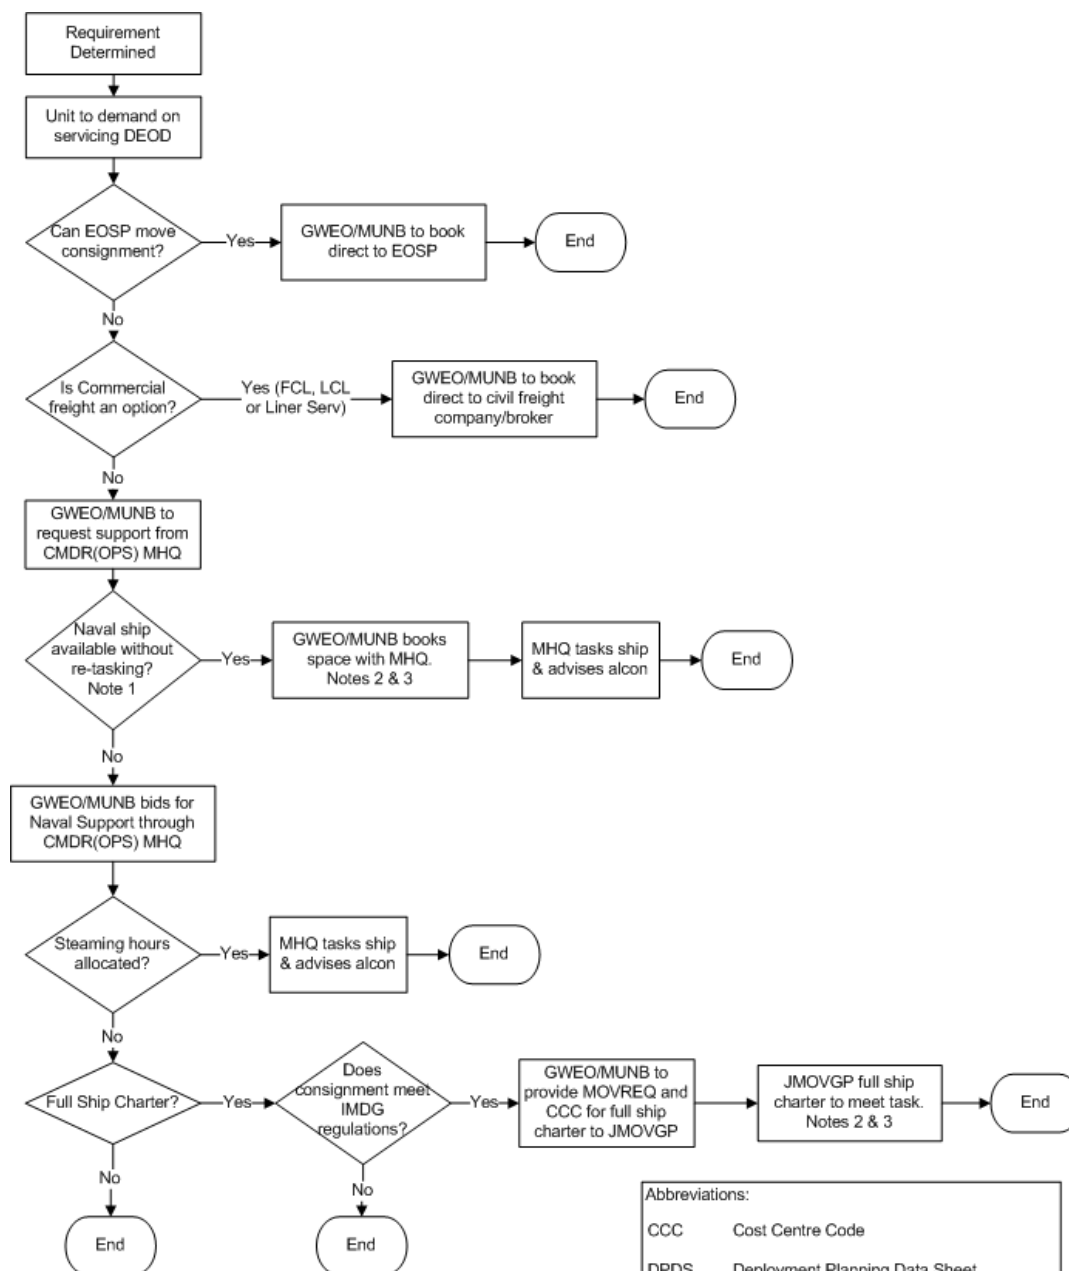 Requirement
Determined
Unit to demand on
servicing DEOD
Can EOSP move
consignment?
Yes
GWEO/MUNB to book
direct to EOSP
End
No
Is Commercial
freight an option?
Yes (FCL, LCL
or Liner Serv)
GWEO/MUNB to book
direct to civil freight
company/broker
End
No
GWEO/MUNB to
request support from
CMDR(OPS) MHQ
Naval ship
available without
re-tasking?
Note 1
Yes
GWEO/MUNB books
space with MHQ.
Notes 2 & 3
MHQ tasks ship
& advises alcon
End
No
GWEO/MUNB bids for
Naval Support through
CMDR(OPS) MHQ
Steaming hours
allocated?
Yes
MHQ tasks ship
& advises alcon
End
No
Full Ship Charter?
Yes
Does
consignment meet
IMDG
regulations?
Yes
GWEO/MUNB to
provide MOVREQ and
CCC for full ship
charter to JMOVGP
JMOVGP full ship
charter to meet task.
Notes 2 & 3
End
No
End
No
End
Abbreviations:
CCC Cost Centre Code
DPDS Deployment Planning Data Sheet